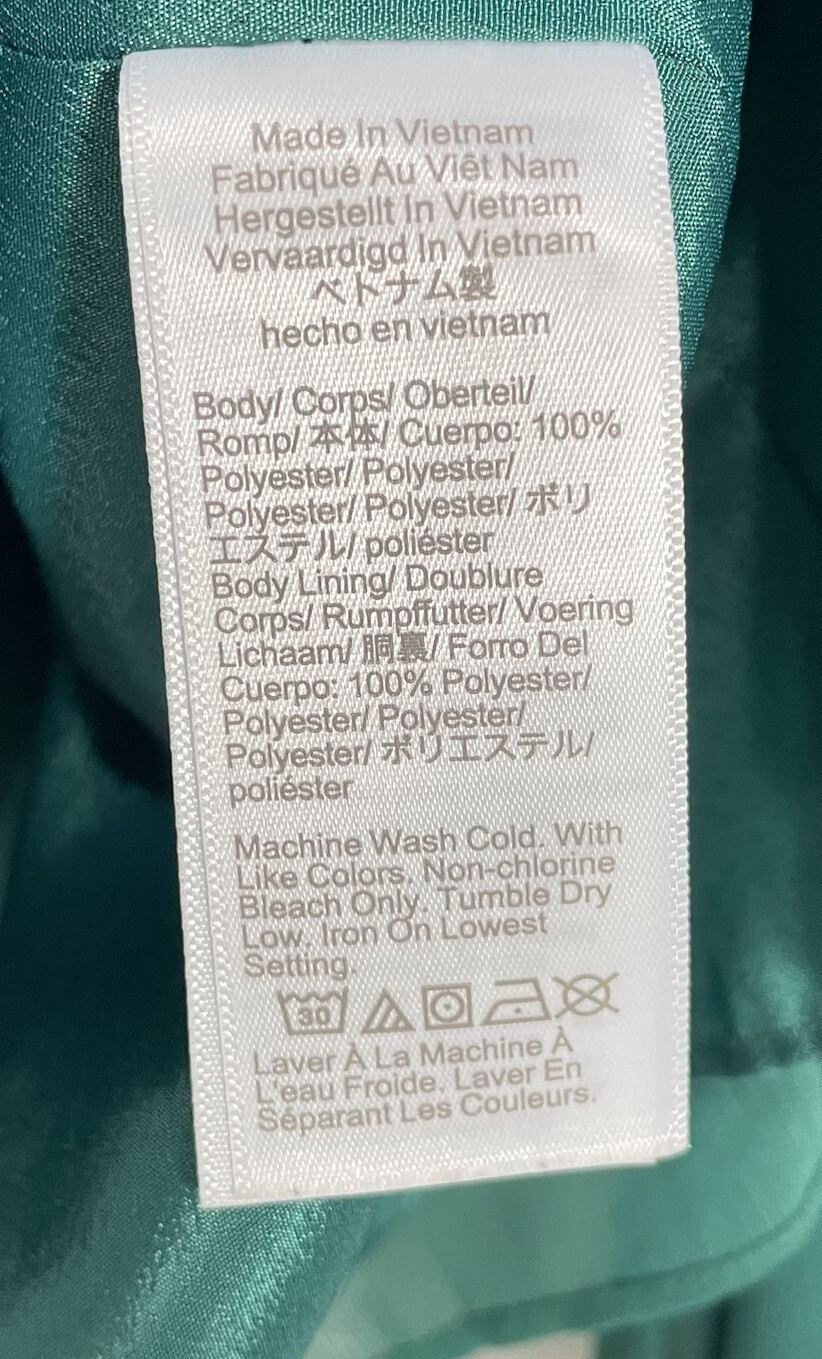 Made In Vietnam
Fabriqué Au Viêt Nam
Hergestellt In Vietnam
Vervaardigd In Vietnam
ベトナム製
hecho en vietnam
Body/ Corps/ Oberteil/
Romp/ 本体/ Cuerpo: 100%
Polyester/ Polyester/
Polyester/ Polyester/ ポリ
エステル/ poliéster
Body Lining/ Doublure
Corps/ Rumpffutter/ Voering
Lichaam/ 胴裏/ Forro Del
Cuerpo: 100% Polyester/
Polyester/ Polyester/
Polyester/ ポリエステル/
poliéster
Machine Wash Cold. With
Like Colors. Non-chlorine
Bleach Only. Tumble Dry
Low. Iron On Lowest
Setting.
30
Laver À La Machine À
L'eau Froide. Laver En
Séparant Les Couleurs.